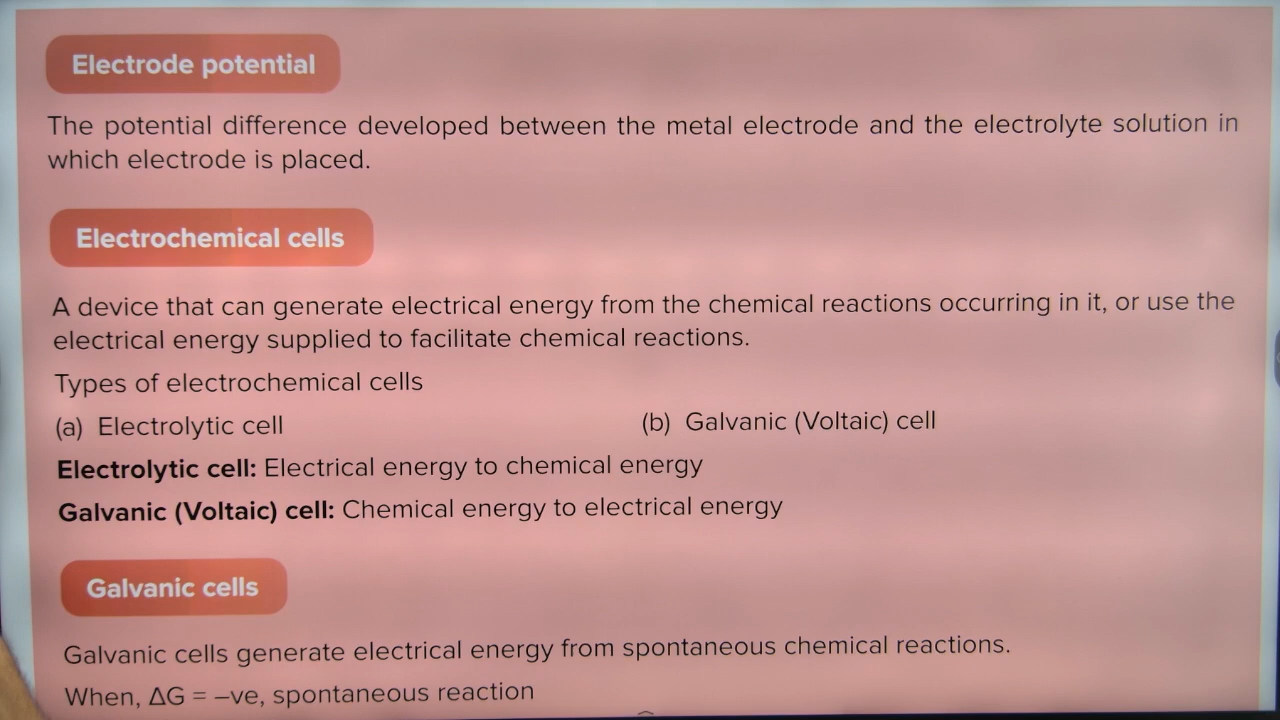 Electrode potential
The potential difference developed between the metal electrode and the electrolyte solution in
which electrode is placed.
Electrochemical cells
A device that can generate electrical energy from the chemical reactions occurring in it, or use the
electrical energy supplied to facilitate chemical reactions.
Types of electrochemical cells
(a) Electrolytic cell (b) Galvanic (Voltaic) cell
Electrolytic cell: Electrical energy to chemical energy
Galvanic (Voltaic) cell: Chemical energy to electrical energy
Galvanic cells
Galvanic cells generate electrical energy from spontaneous chemical reactions.
When, ΔG = –ve, spontaneous reaction